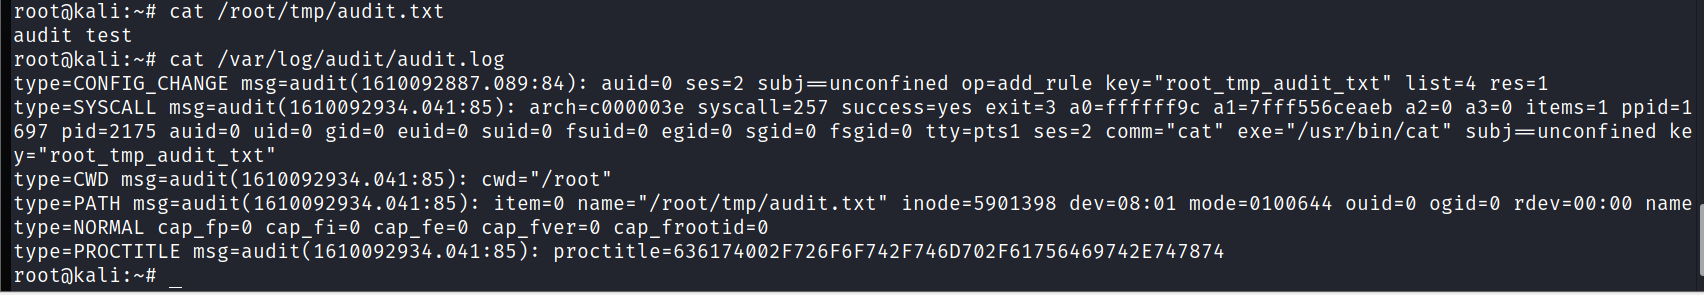 root@kali:~# cat /root/tmp/audit.txt
audit test
root@kali:~# cat /var/log/audit/audit.log
type=CONFIG_CHANGE msg=audit(1610092887.089:84): auid=0 ses=2 subj==unconfined op=add_rule key="root_tmp_audit_txt" list=4 res=1
type=SYSCALL msg=audit(1610092934.041:85): arch=c000003e syscall=257 success=yes exit=3 a0=ffffff9c a1=7fff556ceaeb a2=0 a3=0 items=1 ppid=1
697 pid=2175 auid=0 uid=0 gid=0 euid=0 suid=0 fsuid=0 egid=0 sgid=0 fsgid=0 tty=pts1 ses=2 comm="cat" exe="/usr/bin/cat" subj==unconfined ke
y="root_tmp_audit_txt"
type=CWD msg=audit(1610092934.041:85): cwd="/root"
type=PATH msg=audit(1610092934.041:85): item=0 name="/root/tmp/audit.txt" inode=5901398 dev=08:01 mode=0100644 ouid=0 ogid=0 rdev=00:00 name
type=NORMAL cap_fp=0 cap_fi=0 cap_fe=0 cap_fver=0 cap_frootid=0
type=PROCTITLE msg=audit(1610092934.041:85): proctitle=636174002F726F6F742F746D702F61756469742E747874
root@kali:~# _